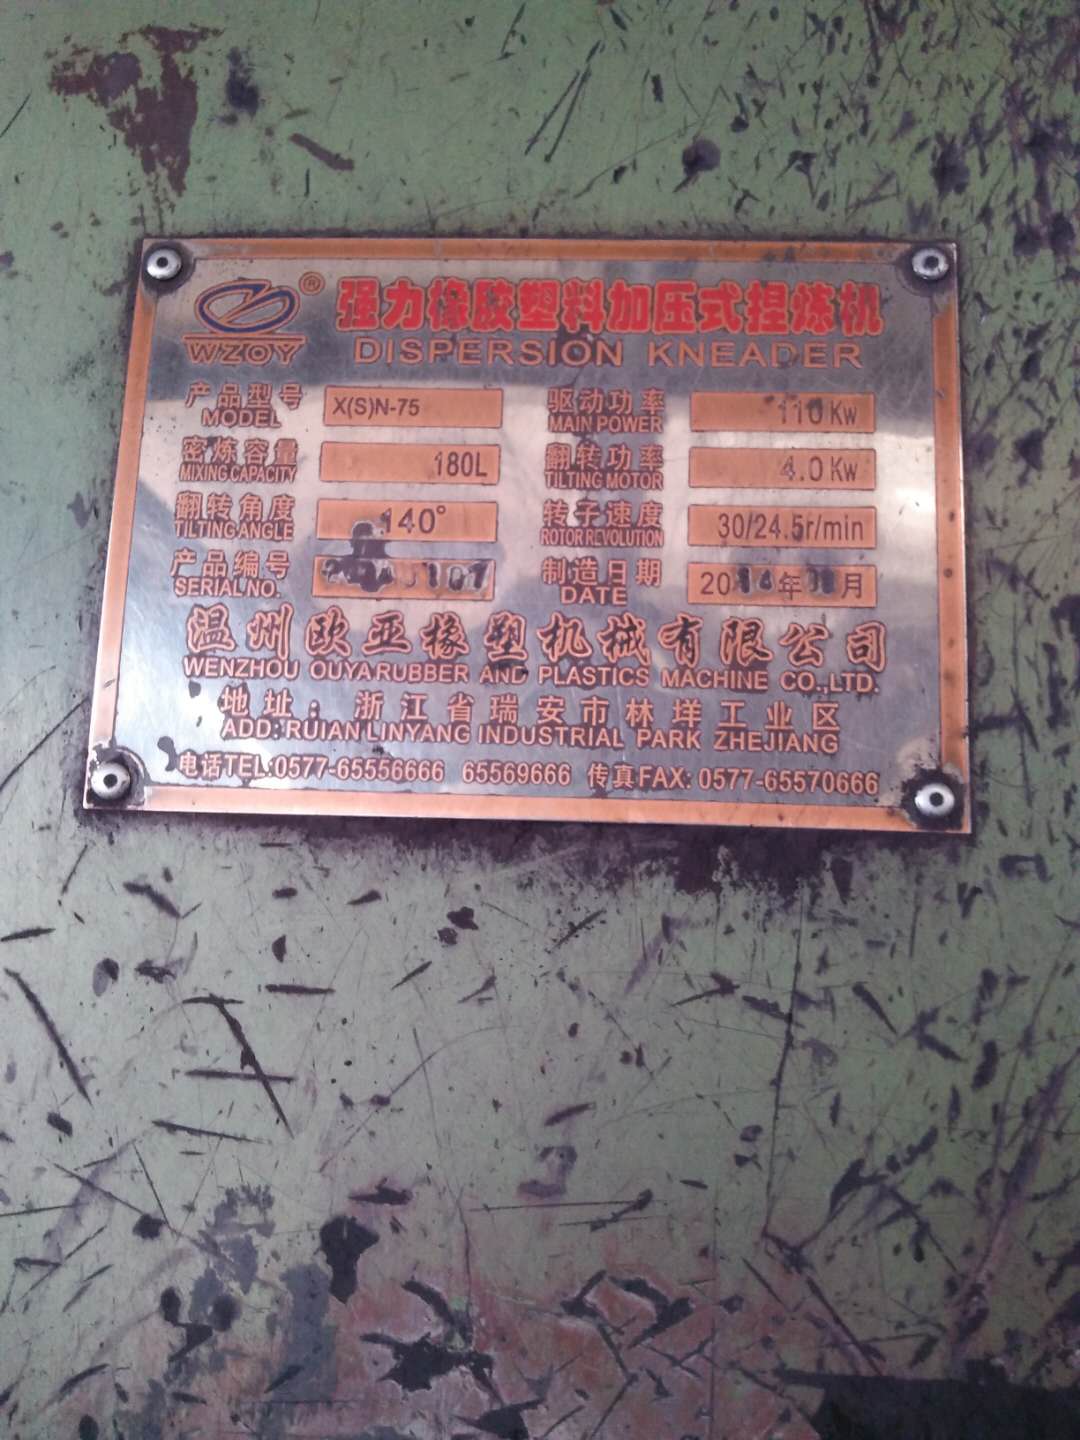 WZOY ®
强力橡胶塑料加压式捏炼机
DISPERSION KNEADER
产品型号 X(S)N-75 驱动功率 110Kw
MODEL MAIN POWER
密炼容量 180L 翻转功率 4.0Kw
MIXING CAPACITY TILTING MOTOR
翻转角度 140° 转子速度 30/24.5r/min
TILTING ANGLE ROTOR REVOLUTION
产品编号 制造日期 2014年 月
SERIAL NO. DATE
温州欧亚橡塑机械有限公司
WENZHOU OUYA RUBBER AND PLASTICS MACHINE CO.,LTD.
地址:浙江省瑞安市林垟工业区
ADD:RUIAN LINYANG INDUSTRIAL PARK ZHEJIANG
电话TEL:0577-65556666 65569666 传真FAX:0577-65570666